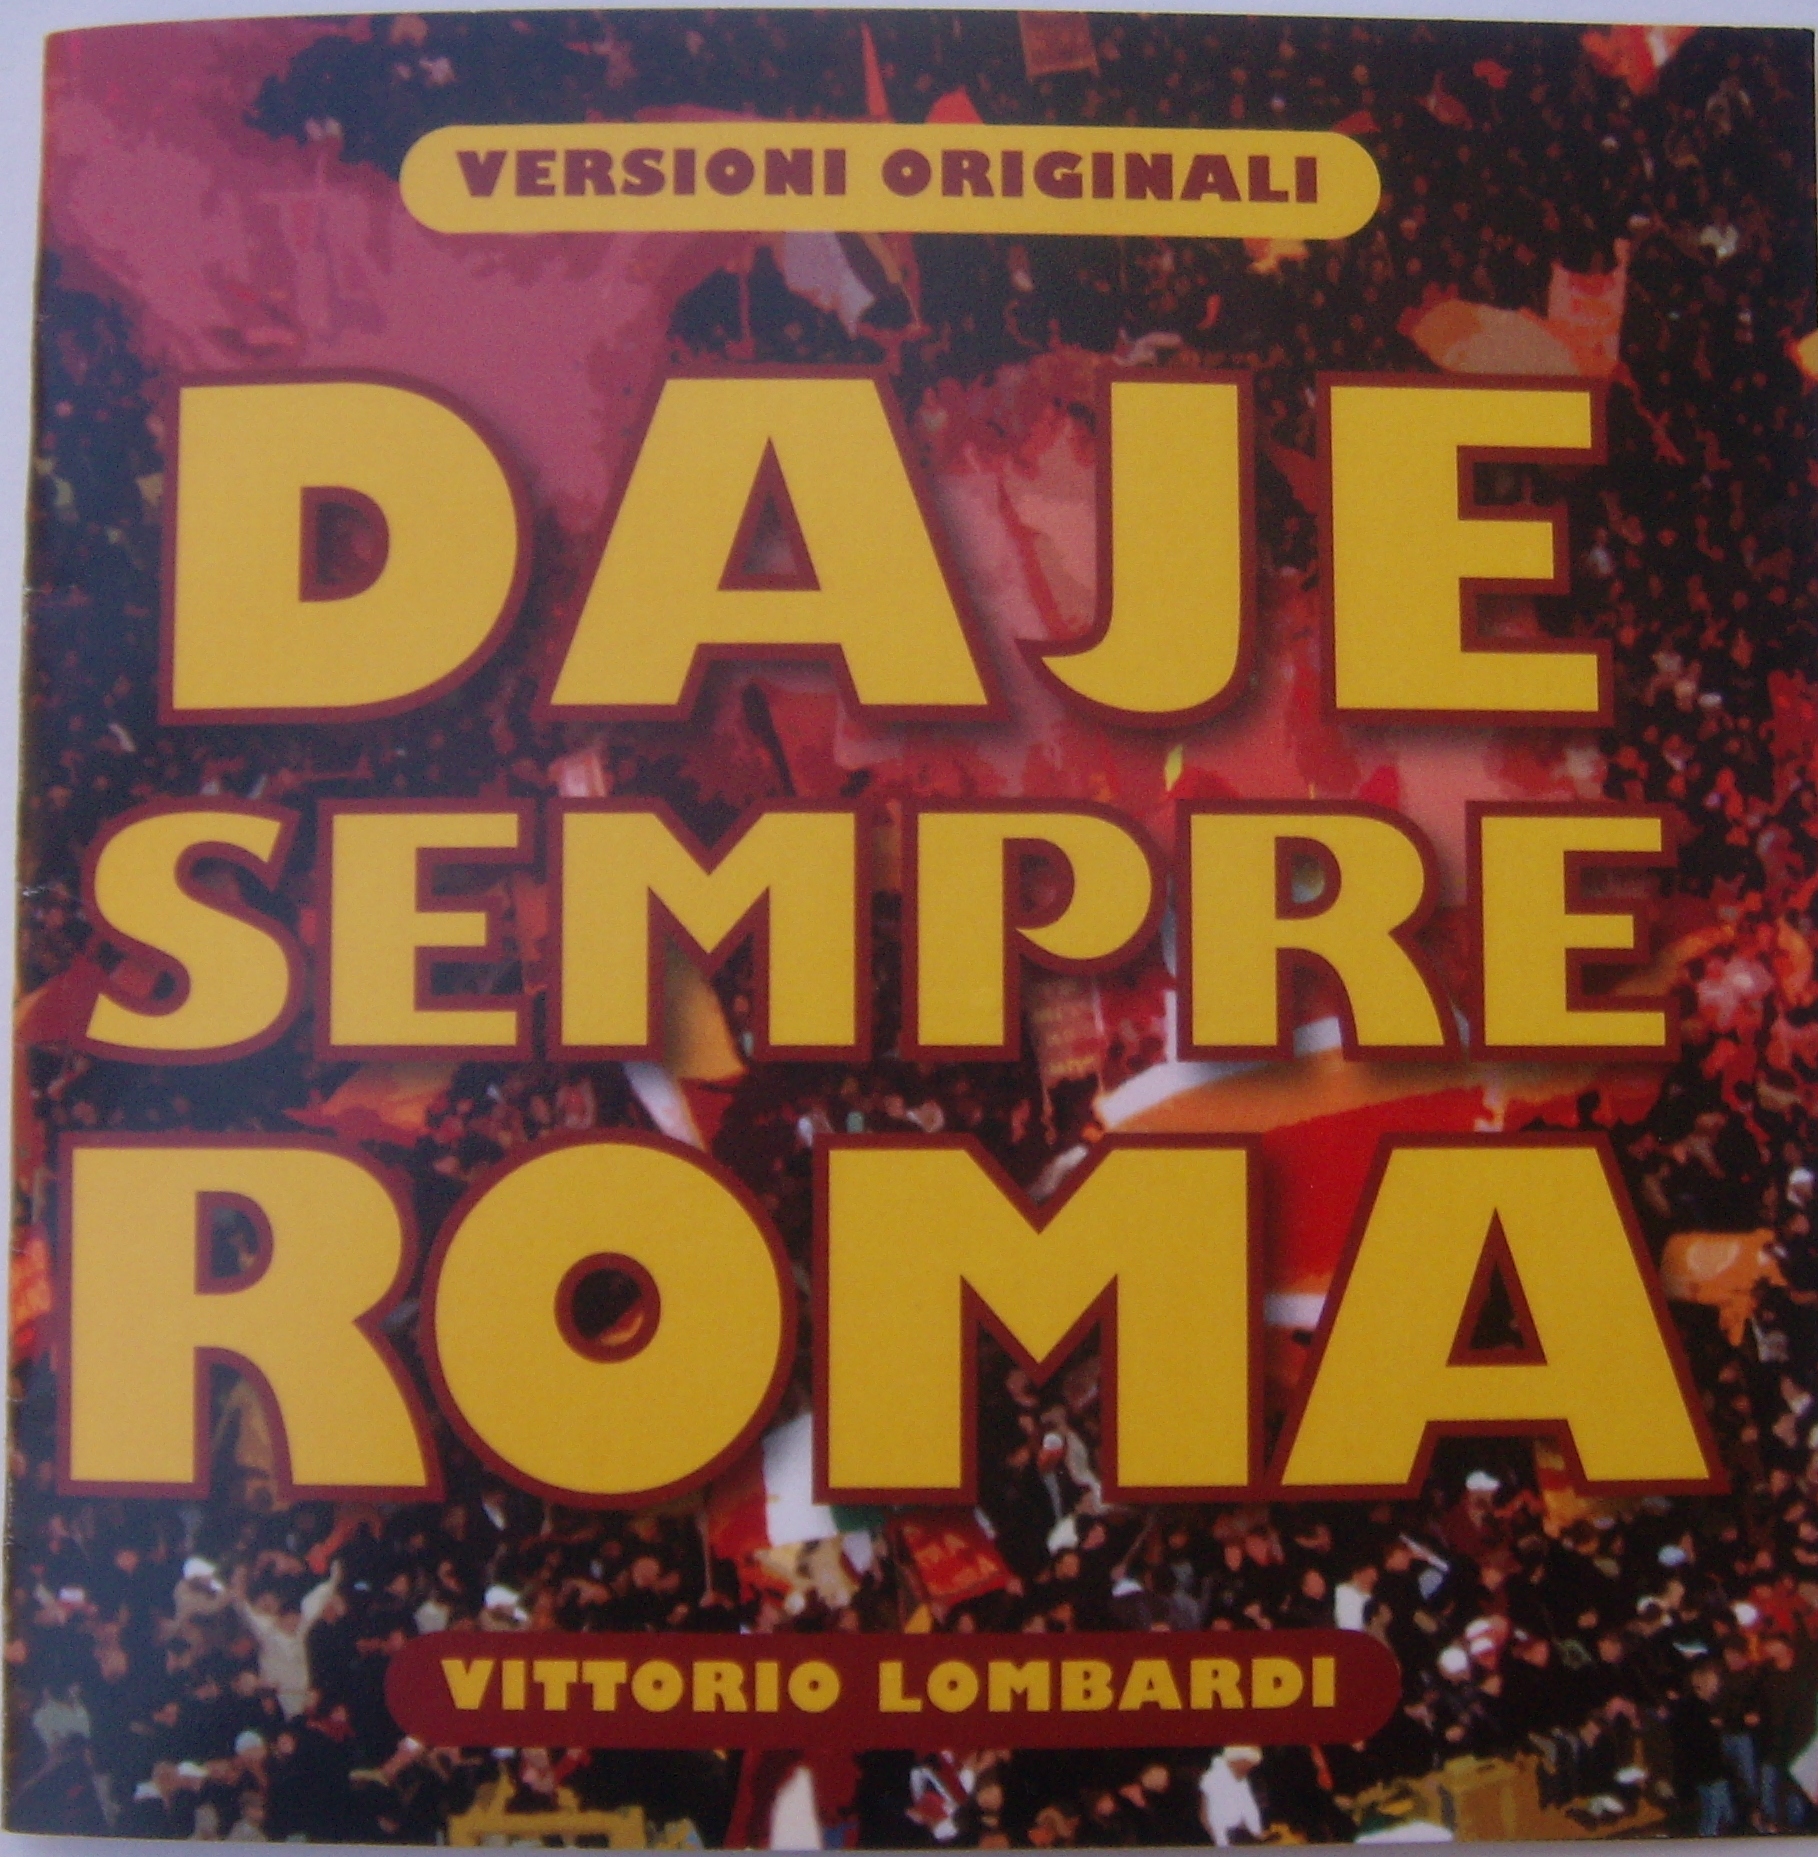 VERSIONI ORIGINALI
DAJE
SEMPRE
ROMA
VITTORIO LOMBARDI